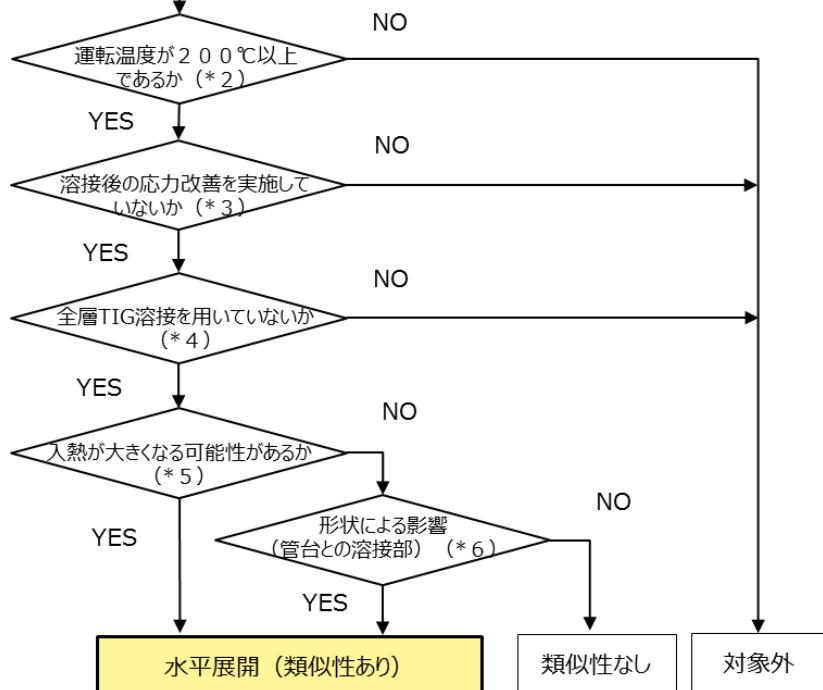 NO
運転温度が２００℃以上
であるか（*２）
YES
NO
溶接後の応力改善を実施して
いないか（*３）
YES
NO
全層TIG溶接を用いていないか
（*４）
YES
NO
入熱が大きくなる可能性があるか
（*５）
YES
NO
形状による影響
（管台との溶接部）（*６）
YES
水平展開（類似性あり）
類似性なし
対象外